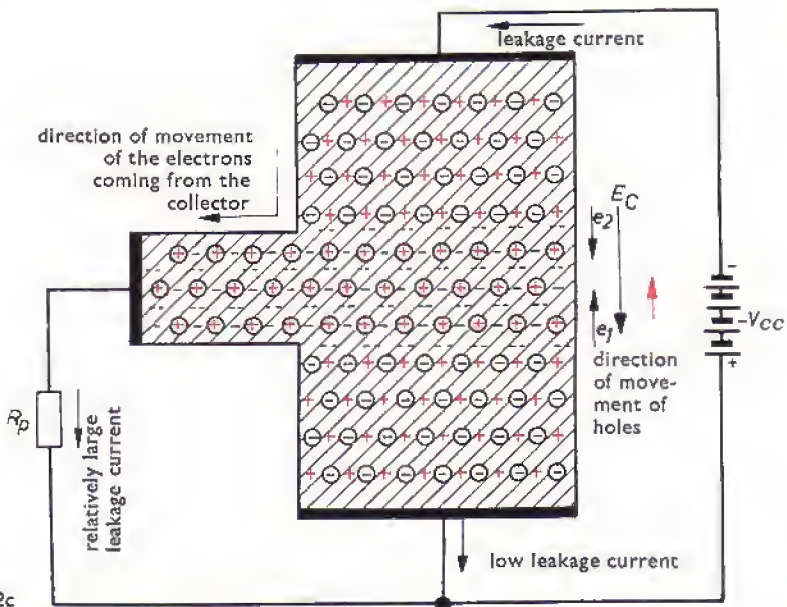 leakage current
direction of movement
of the electrons
coming from the
collector
e2
EC
e1
direction
of move-
ment of
holes
-
-VCC
+
Rp
relatively large
leakage current
low leakage current
2c